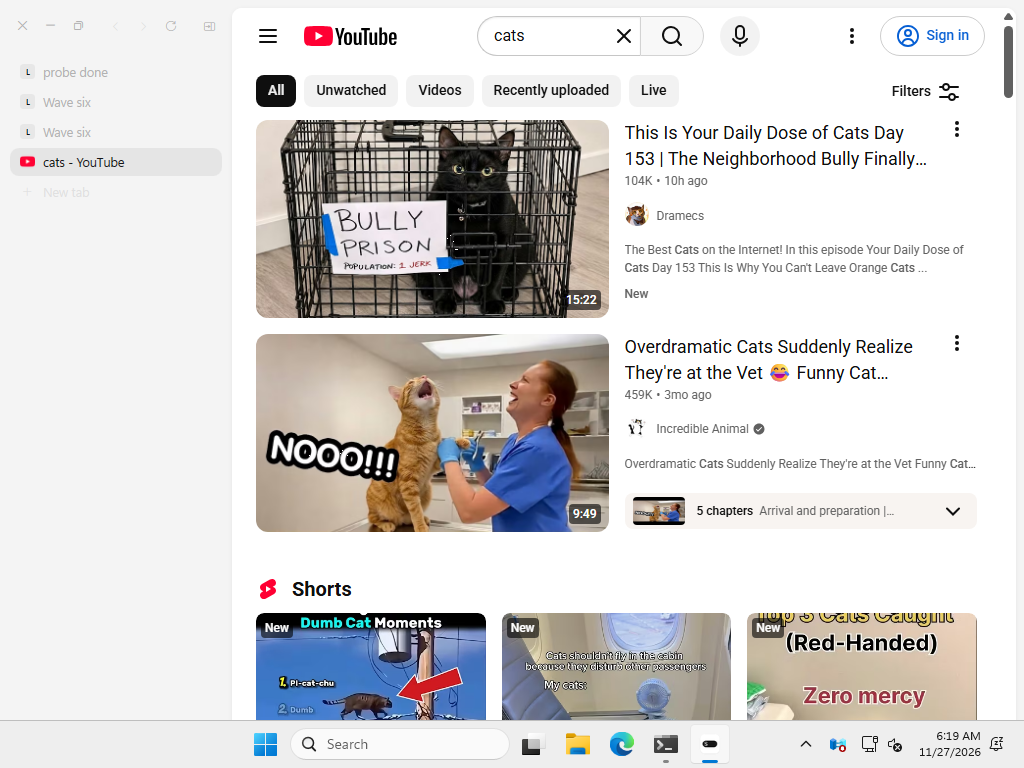 YouTube
cats
Sign in
probe done
Wave six
Wave six
cats - YouTube
New tab
All
Unwatched
Videos
Recently uploaded
Live
Filters
BULLY
PRISON
POPULATION: 1 JERK
15:22
This Is Your Daily Dose of Cats Day
153 | The Neighborhood Bully Finally...
104K • 10h ago
Dramecs
The Best Cats on the Internet! In this episode Your Daily Dose of
Cats Day 153 This Is Why You Can't Leave Orange Cats ...
New
NOOO!!!
9:49
Overdramatic Cats Suddenly Realize
They're at the Vet 😂 Funny Cat...
459K • 3mo ago
Incredible Animal
Overdramatic Cats Suddenly Realize They're at the Vet Funny Cat...
5 chapters Arrival and preparation |...
Shorts
New
Dumb Cat Moments
1. Pi-cat-chu
2. Dumb
New
Cats shouldn't fly in the cabin
because they disturb other passengers
My cats:
New
Top 3 Cats Caught
(Red-Handed)
Zero mercy
Search
6:19 AM
11/27/2026